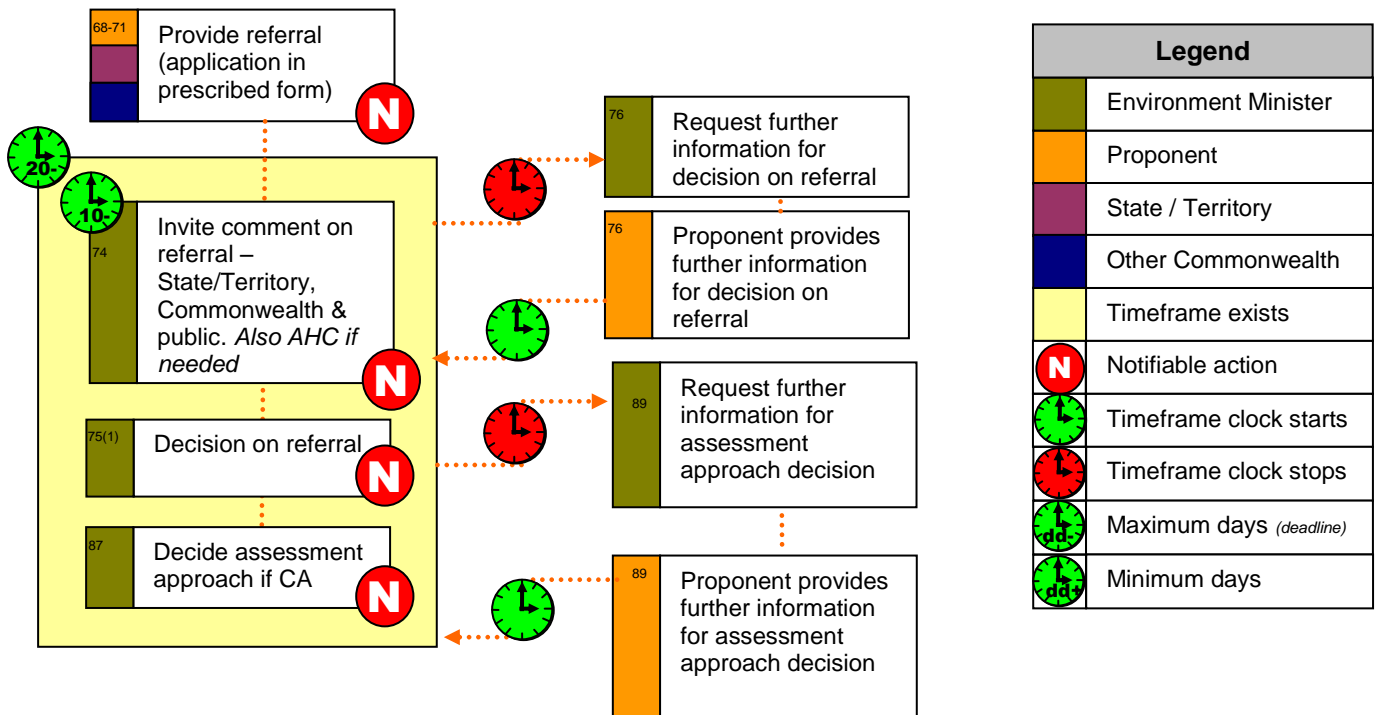 68-71
Provide referral
(application in
prescribed form)
N
20-
10-
74
Invite comment on
referral –
State/Territory,
Commonwealth &
public. Also AHC if
needed
N
75(1)
Decision on referral
N
87
Decide assessment
approach if CA
N
76
Request further
information for
decision on referral
76
Proponent provides
further information
for decision on
referral
89
Request further
information for
assessment
approach decision
89
Proponent provides
further information
for assessment
approach decision
Legend
Environment Minister
Proponent
State / Territory
Other Commonwealth
Timeframe exists
N
Notifiable action
Timeframe clock starts
Timeframe clock stops
dd-
Maximum days (deadline)
dd+
Minimum days